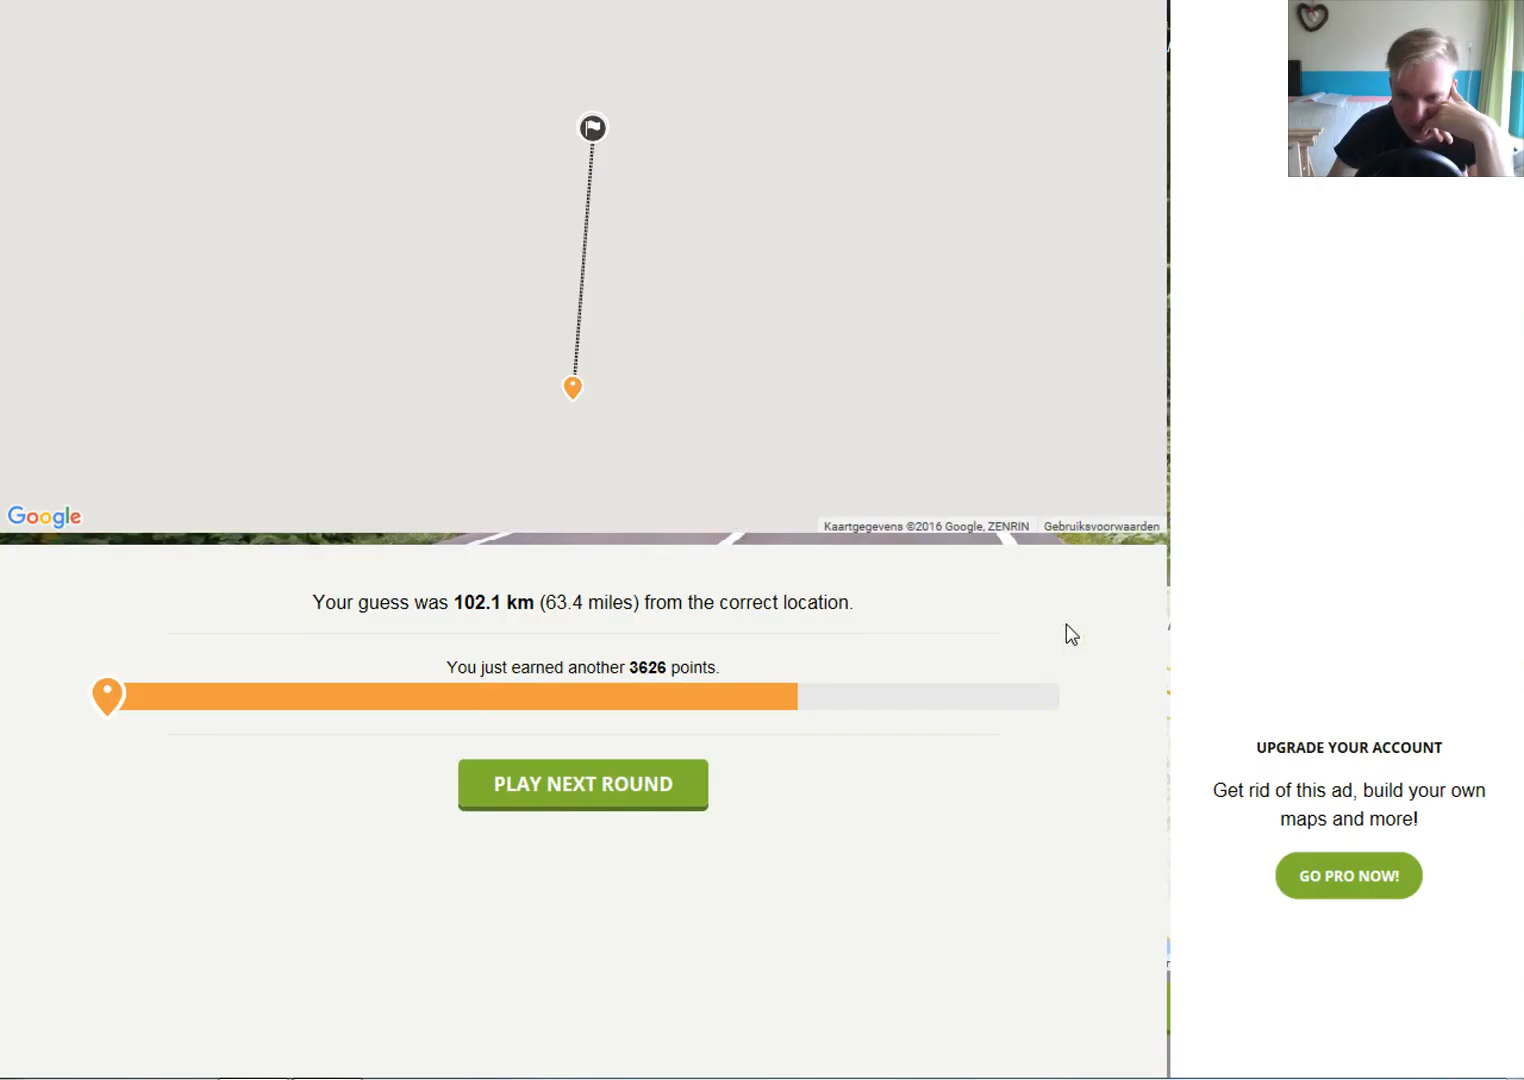 Google
Kaartgegevens ©2016 Google, ZENRIN Gebruiksvoorwaarden
Your guess was 102.1 km (63.4 miles) from the correct location.
You just earned another 3626 points.
PLAY NEXT ROUND
UPGRADE YOUR ACCOUNT
Get rid of this ad, build your own
maps and more!
GO PRO NOW!